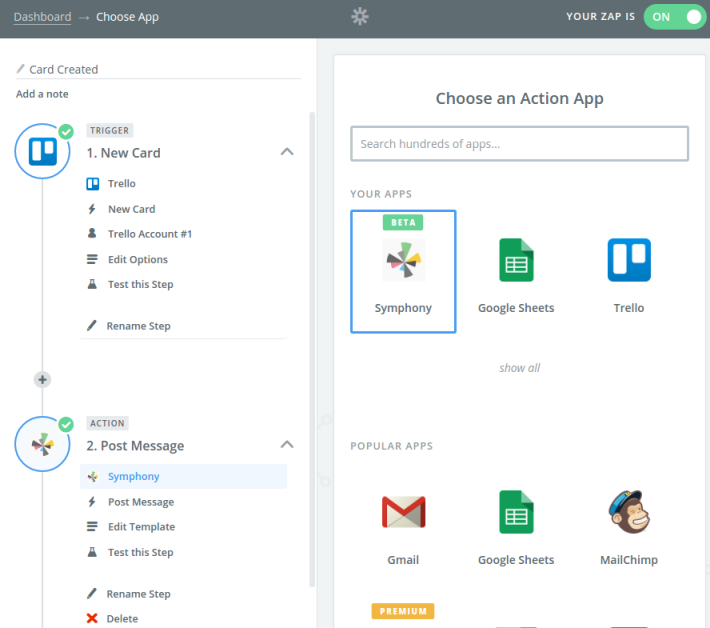 Dashboard → Choose App
YOUR ZAP IS ON
Card Created
Add a note
TRIGGER
1. New Card
Trello
New Card
Trello Account #1
Edit Options
Test this Step
Rename Step
ACTION
2. Post Message
Symphony
Post Message
Edit Template
Test this Step
Rename Step
Delete
Choose an Action App
Search hundreds of apps...
YOUR APPS
BETA
Symphony
Google Sheets
Trello
show all
POPULAR APPS
Gmail
Google Sheets
MailChimp
PREMIUM